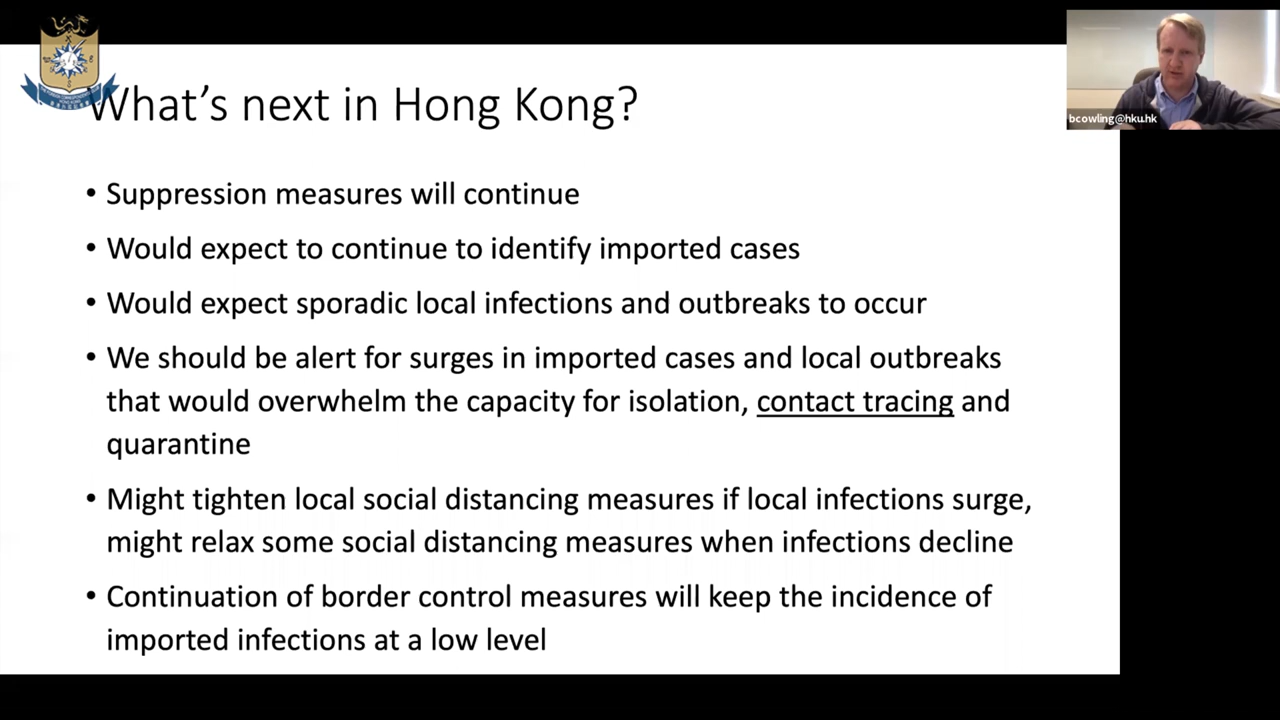 What's next in Hong Kong?
bcowling@hku.hk
• Suppression measures will continue
• Would expect to continue to identify imported cases
• Would expect sporadic local infections and outbreaks to occur
• We should be alert for surges in imported cases and local outbreaks
that would overwhelm the capacity for isolation, contact tracing and
quarantine
• Might tighten local social distancing measures if local infections surge,
might relax some social distancing measures when infections decline
• Continuation of border control measures will keep the incidence of
imported infections at a low level